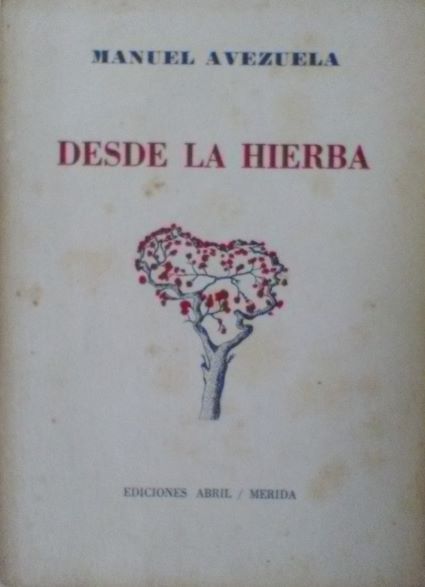 MANUEL AVEZUELA
DESDE LA HIERBA
EDICIONES ABRIL / MERIDA